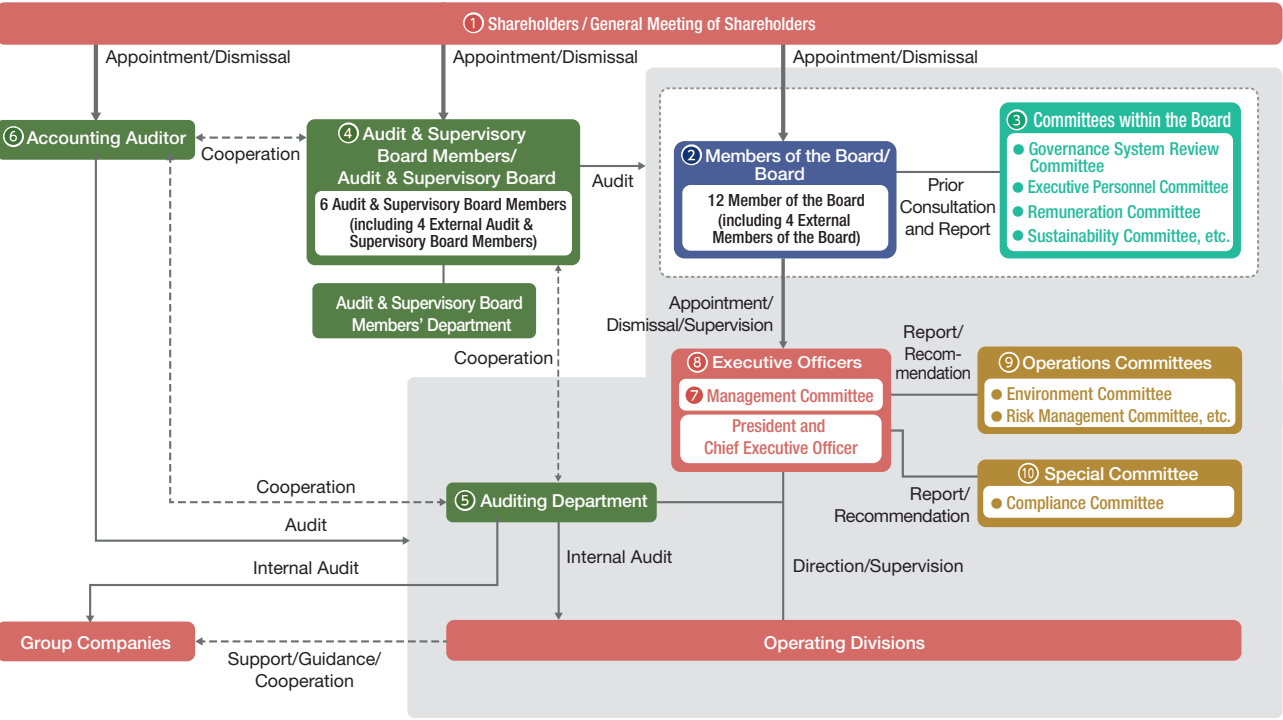 ① Shareholders / General Meeting of Shareholders
Appointment/Dismissal
Appointment/Dismissal
Appointment/Dismissal
⑥ Accounting Auditor
Cooperation
④ Audit & Supervisory
Board Members/
Audit & Supervisory Board
6 Audit & Supervisory Board Members
(including 4 External Audit &
Supervisory Board Members)
Audit & Supervisory Board
Members’ Department
Audit
② Members of the Board/
Board
12 Member of the Board
(including 4 External
Members of the Board)
Prior
Consultation
and Report
③ Committees within the Board
● Governance System Review
Committee
● Executive Personnel Committee
● Remuneration Committee
● Sustainability Committee, etc.
Appointment/
Dismissal/Supervision
Cooperation
⑧ Executive Officers
❼ Management Committee
President and
Chief Executive Officer
Report/
Recom-
mendation
⑨ Operations Committees
● Environment Committee
● Risk Management Committee, etc.
Report/
Recommendation
⑩ Special Committee
● Compliance Committee
Cooperation
⑤ Auditing Department
Audit
Internal Audit
Internal Audit
Direction/Supervision
Group Companies
Support/Guidance/
Cooperation
Operating Divisions